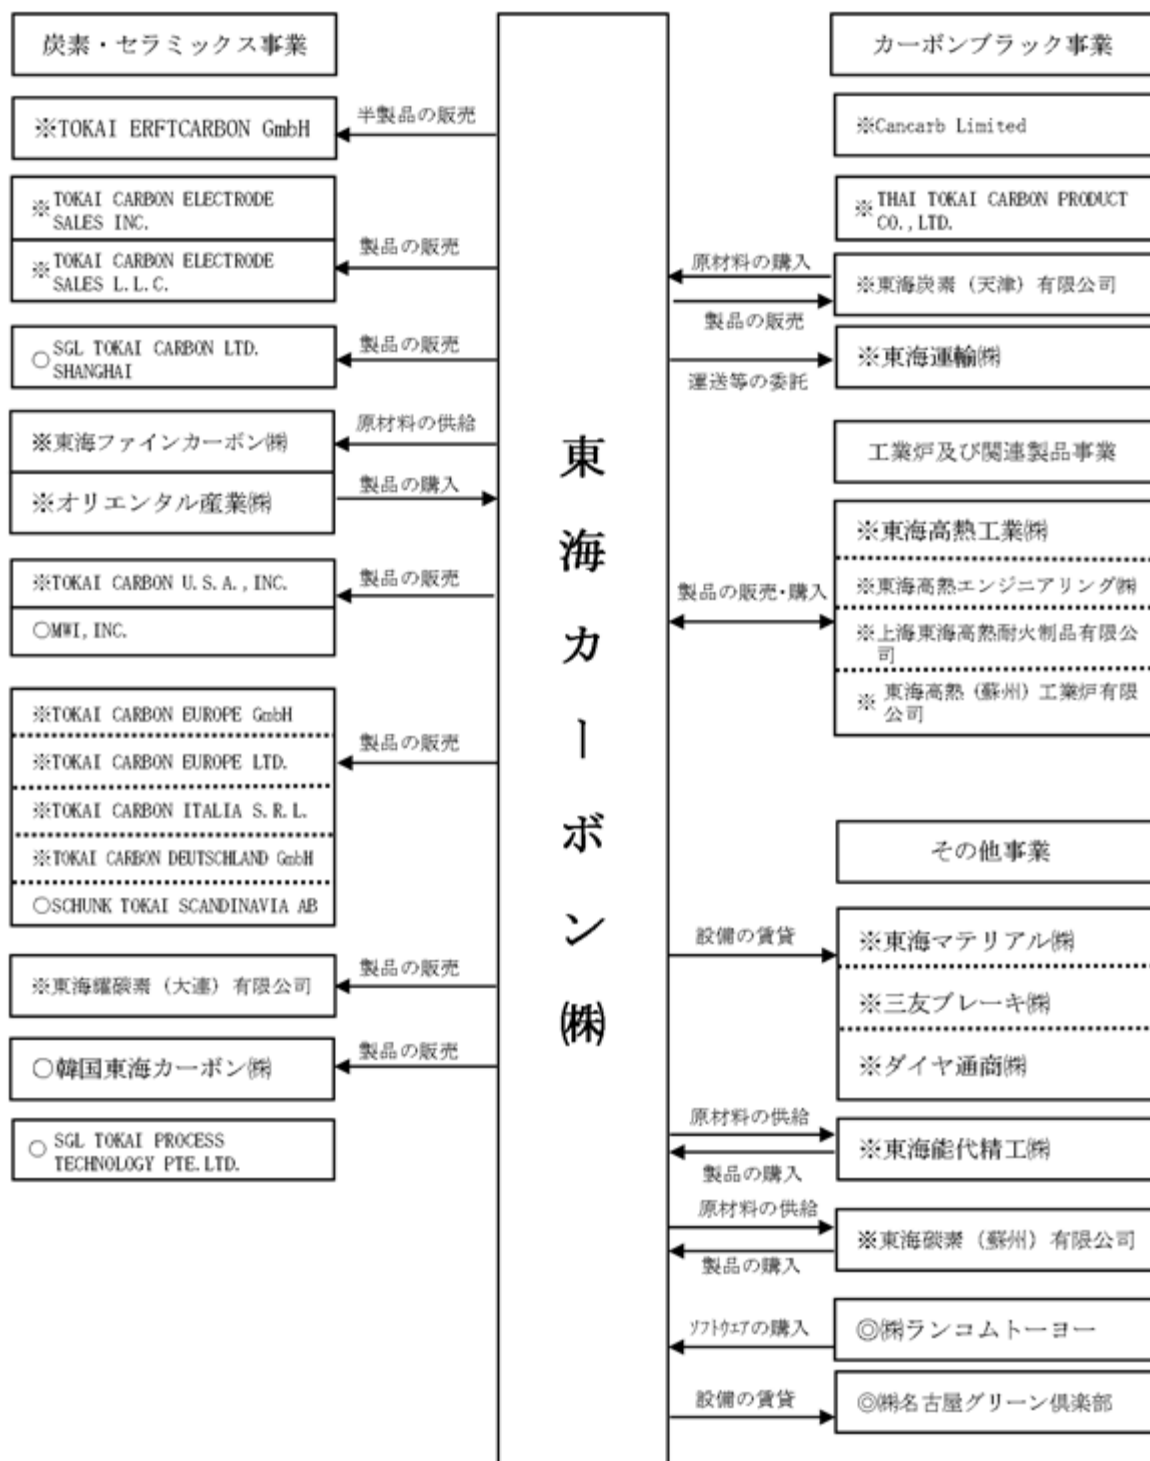 炭素・セラミックス事業
※TOKAI ERFTCARBON GmbH
半製品の販売
※TOKAI CARBON ELECTRODE
SALES INC.
※TOKAI CARBON ELECTRODE
SALES L.L.C.
製品の販売
○SGL TOKAI CARBON LTD.
SHANGHAI
製品の販売
※東海ファインカーボン㈱
原材料の供給
※オリエンタル産業㈱
製品の購入
※TOKAI CARBON U.S.A.,INC.
製品の販売
○MWI,INC.
※TOKAI CARBON EUROPE GmbH
※TOKAI CARBON EUROPE LTD.
製品の販売
※TOKAI CARBON ITALIA S.R.L.
※TOKAI CARBON DEUTSCHLAND GmbH
○SCHUNK TOKAI SCANDINAVIA AB
※東海耀碳素（大連）有限公司
製品の販売
○韓国東海カーボン㈱
製品の販売
○SGL TOKAI PROCESS
TECHNOLOGY PTE.LTD.
東海カーボン㈱
カーボンブラック事業
※Cancarb Limited
※THAI TOKAI CARBON PRODUCT
CO.,LTD.
原材料の購入
※東海炭素（天津）有限公司
製品の販売
※東海運輸㈱
運送等の委託
工業炉及び関連製品事業
※東海高熱工業㈱
※東海高熱エンジニアリング㈱
製品の販売・購入
※上海東海高熱耐火制品有限公
司
※東海高熱（蘇州）工業炉有限
公司
その他事業
設備の賃貸
※東海マテリアル㈱
※三友ブレーキ㈱
※ダイヤ通商㈱
原材料の供給
※東海能代精工㈱
製品の購入
原材料の供給
※東海碳素（蘇州）有限公司
製品の購入
ソフトウエアの購入
◎㈱ランコムトーヨー
設備の賃貸
◎㈱名古屋グリーン倶楽部